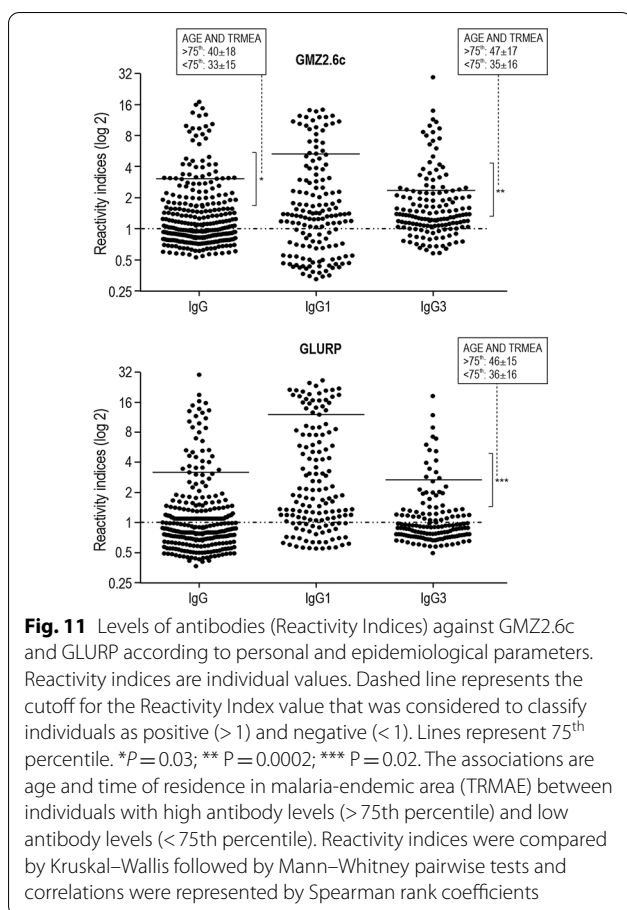 AGE AND TRMEA
>75th: 40±18
<75th: 33±15
AGE AND TRMEA
>75th: 47±17
<75th: 35±16
GMZ2.6c
Reactivity indices (log 2)
32
16
8
4
2
1
0.5
0.25
*
**
IgG
IgG1
IgG3
AGE AND TRMEA
>75th: 46±15
<75th: 36±16
GLURP
Reactivity indices (log 2)
32
16
8
4
2
1
0.5
0.25
***
IgG
IgG1
IgG3
Fig. 11 Levels of antibodies (Reactivity Indices) against GMZ2.6c
and GLURP according to personal and epidemiological parameters.
Reactivity indices are individual values. Dashed line represents the
cutoff for the Reactivity Index value that was considered to classify
individuals as positive (> 1) and negative (< 1). Lines represent 75th
percentile. *P = 0.03; ** P = 0.0002; *** P = 0.02. The associations are
age and time of residence in malaria-endemic area (TRMAE) between
individuals with high antibody levels (> 75th percentile) and low
antibody levels (< 75th percentile). Reactivity indices were compared
by Kruskal–Wallis followed by Mann–Whitney pairwise tests and
correlations were represented by Spearman rank coefficients